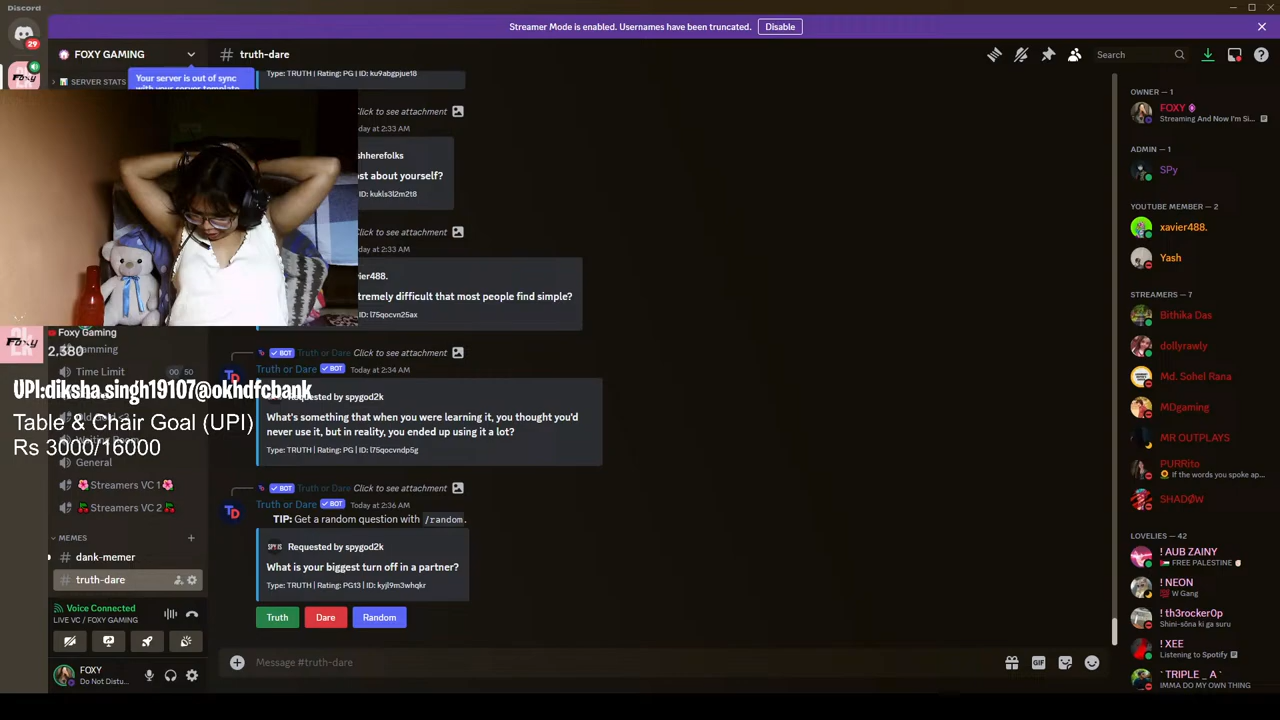 Discord
Streamer Mode is enabled. Usernames have been truncated.
Disable
29
FOXY GAMING
# truth-dare
Search
SERVER STATS
Your server is out of sync
with your server template
Foxy
Type: TRUTH | Rating: PG | ID: ku9abgpjue18
Click to see attachment
day at 2:33 AM
shherefolks
st about yourself?
ID: kukls3l2m2t8
Click to see attachment
day at 2:33 AM
vier488.
tremely difficult that most people find simple?
ID: l75qocvn25ax
BOT Truth or Dare Click to see attachment
Truth or Dare BOT Today at 2:34 AM
Requested by spygod2k
What's something that when you were learning it, you thought you'd
never use it, but in reality, you ended up using it a lot?
Type: TRUTH | Rating: PG | ID: l75qocvndp5g
BOT Truth or Dare Click to see attachment
Truth or Dare BOT Today at 2:36 AM
TIP: Get a random question with /random.
Requested by spygod2k
What is your biggest turn off in a partner?
Type: TRUTH | Rating: PG13 | ID: kyjl9m3whqkr
Truth
Dare
Random
Message #truth-dare
GIF
Foxy Gaming
2,380
Foxy
Time Limit
00 50
UPI:diksha.singh19107@okhdfcbank
Table & Chair Goal (UPI)
Rs 3000/16000
General
Streamers VC 1
Streamers VC 2
MEMES
# dank-memer
# truth-dare
Voice Connected
LIVE VC / FOXY GAMING
FOXY
Do Not Distu...
OWNER — 1
FOXY
Streaming And Now I'm Si...
ADMIN — 1
SPy
YOUTUBE MEMBER — 2
xavier488.
Yash
STREAMERS — 7
Bithika Das
dollyrawly
Md. Sohel Rana
MDgaming
MR OUTPLAYS
PURRito
If the words you spoke ap...
SHADØW
LOVELIES — 42
! AUB ZAINY
FREE PALESTINE
! NEON
W Gang
! th3rocker0p
Shini-sōna ki ga suru
! XEE
Listening to Spotify
` TRIPLE _ A `
IMMA DO MY OWN THING